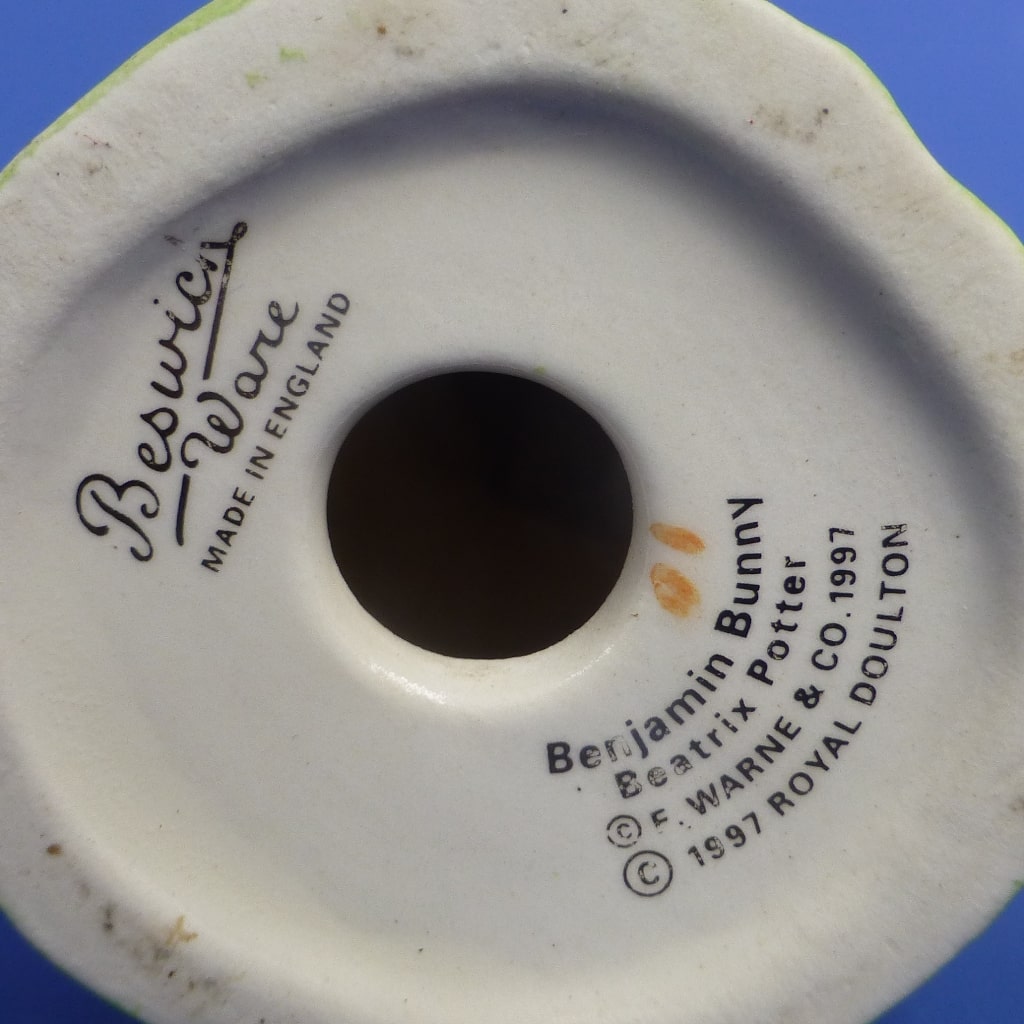 Beswick
Ware
MADE IN ENGLAND
Benjamin Bunny
Beatrix Potter
© F. WARNE & CO. 1997
© 1997 ROYAL DOULTON